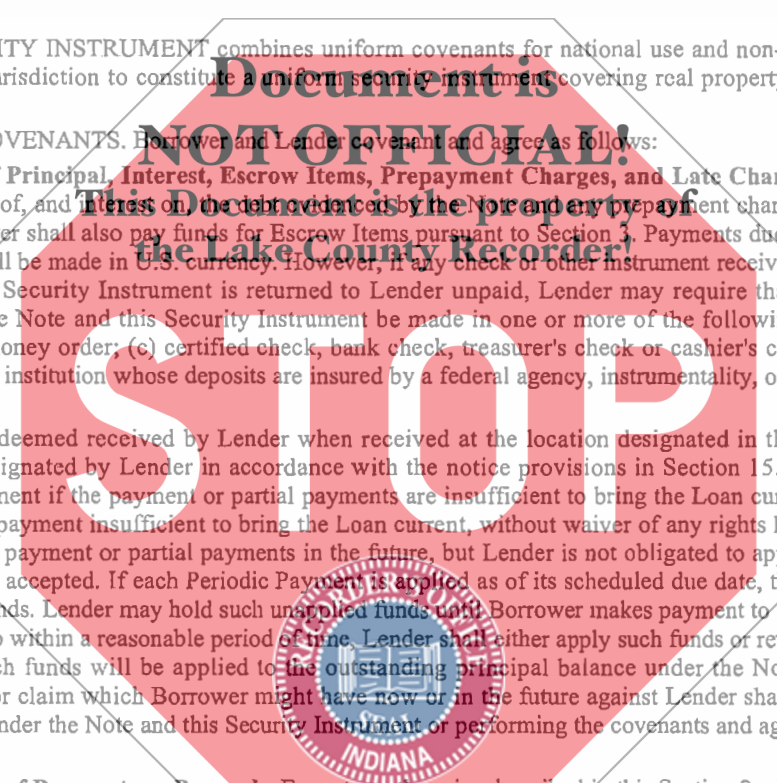 ITY INSTRUMENT combines uniform covenants for national use and non-
risdiction to constitute a uniform security instrument covering real property
Document is
OVENANTS. Borrower and Lender covenant and agree as follows:
NOT OFFICIAL!
Principal, Interest, Escrow Items, Prepayment Charges, and Late Char
of, and interest on, the debt evidenced by the Note and any prepayment char
This Document is the property of
er shall also pay funds for Escrow Items pursuant to Section 3. Payments du
the Lake County Recorder!
ll be made in U.S. currency. However, if any check or other instrument receiv
Security Instrument is returned to Lender unpaid, Lender may require th
e Note and this Security Instrument be made in one or more of the followi
oney order; (c) certified check, bank check, treasurer's check or cashier's c
institution whose deposits are insured by a federal agency, instrumentality, o
STOP
deemed received by Lender when received at the location designated in th
ignated by Lender in accordance with the notice provisions in Section 15.
ment if the payment or partial payments are insufficient to bring the Loan cur
payment insufficient to bring the Loan current, without waiver of any rights
payment or partial payments in the future, but Lender is not obligated to ap
accepted. If each Periodic Payment is applied as of its scheduled due date, t
nds. Lender may hold such unapplied funds until Borrower makes payment to
within a reasonable period of time, Lender shall either apply such funds or re
ch funds will be applied to the outstanding principal balance under the No
or claim which Borrower might have now or in the future against Lender sha
nder the Note and this Security Instrument or performing the covenants and ag
RECORDER'S OFFICE
Seal
INDIANA